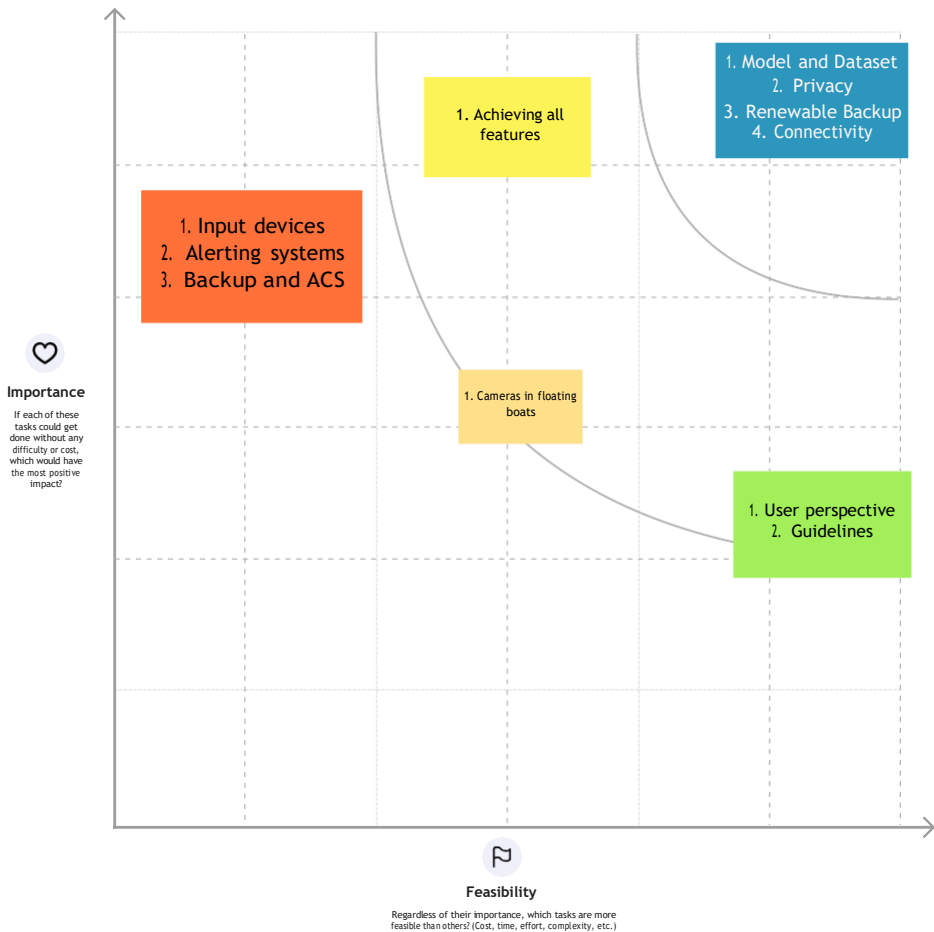 1. Model and Dataset
2. Privacy
3. Renewable Backup
4. Connectivity
1. Achieving all
features
1. Input devices
2. Alerting systems
3. Backup and ACS
1. Cameras in floating
boats
1. User perspective
2. Guidelines
Importance
If each of these
tasks could get
done without any
difficulty or cost,
which would have
the most positive
impact?
Feasibility
Regardless of their importance, which tasks are more
feasible than others? (Cost, time, effort, complexity, etc.)